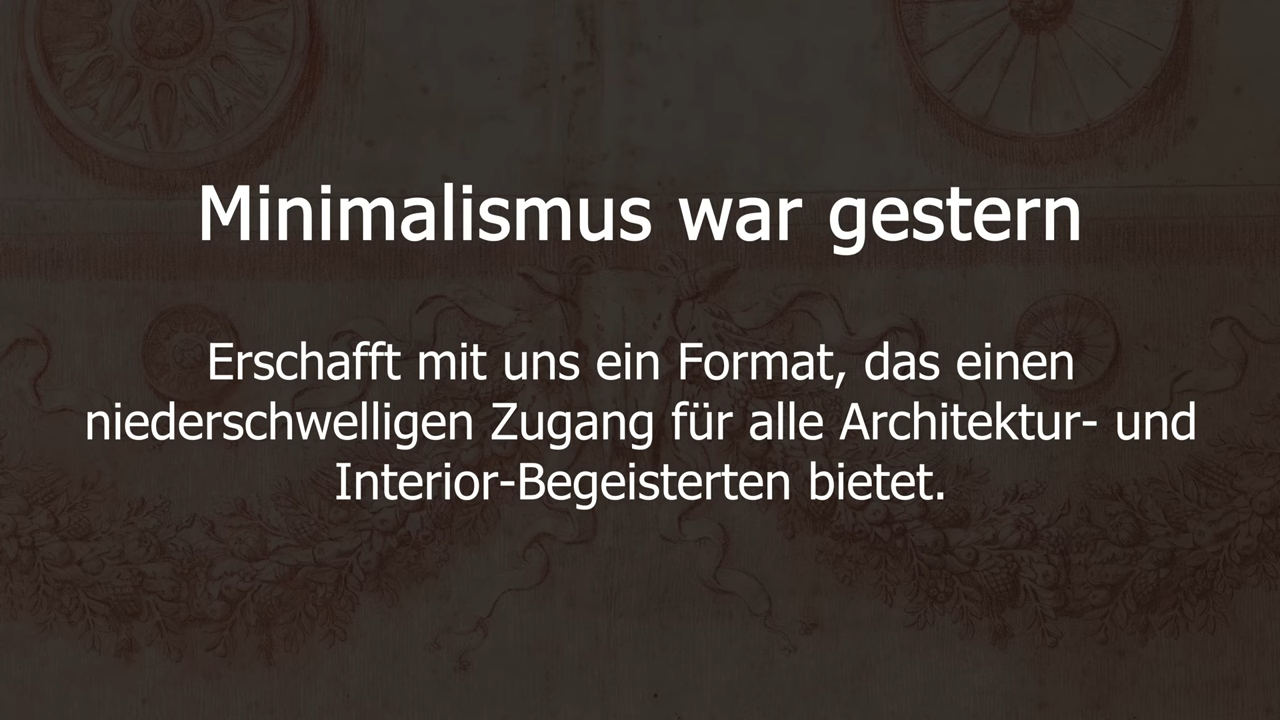 Minimalismus war gestern
Erschafft mit uns ein Format, das einen
niederschwelligen Zugang für alle Architektur- und
Interior-Begeisterten bietet.